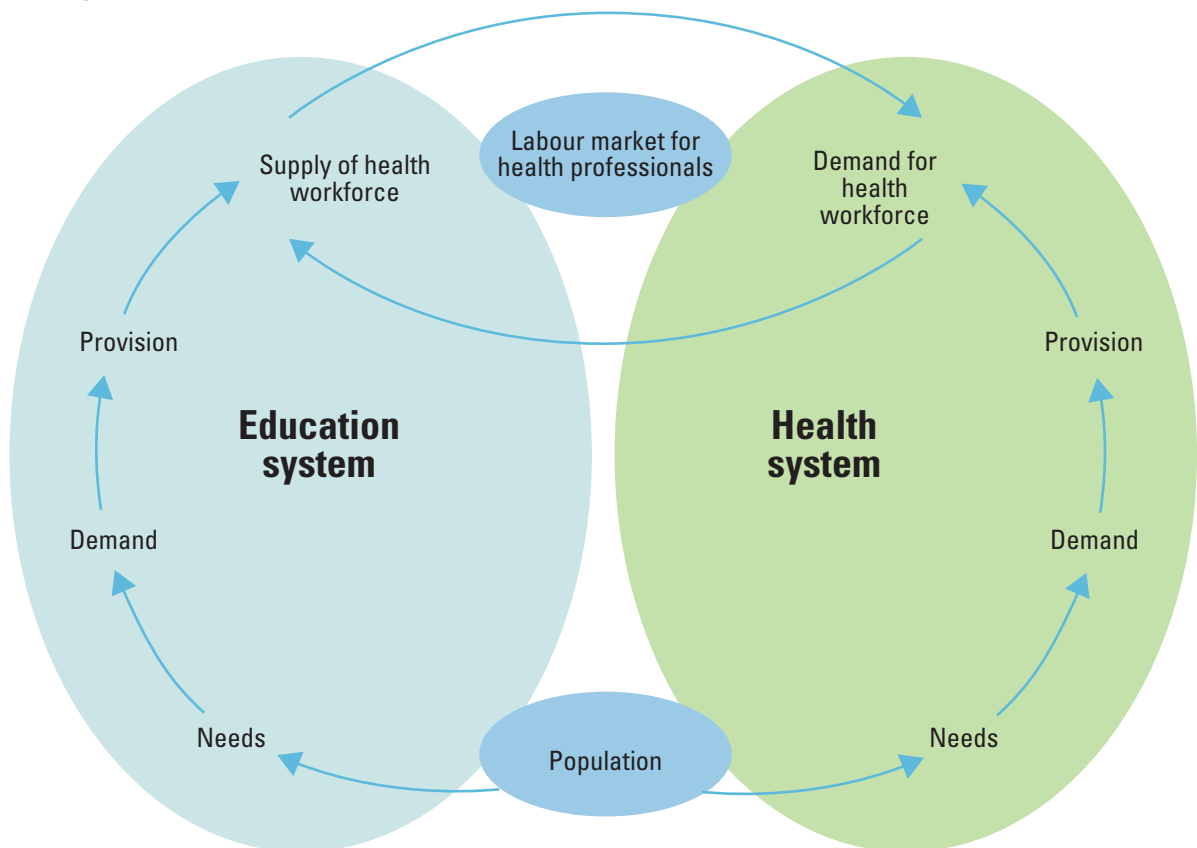 Labour market for
health professionals
Supply of health
workforce
Demand for
health
workforce
Provision
Provision
Education
system
Health
system
Demand
Demand
Needs
Population
Needs